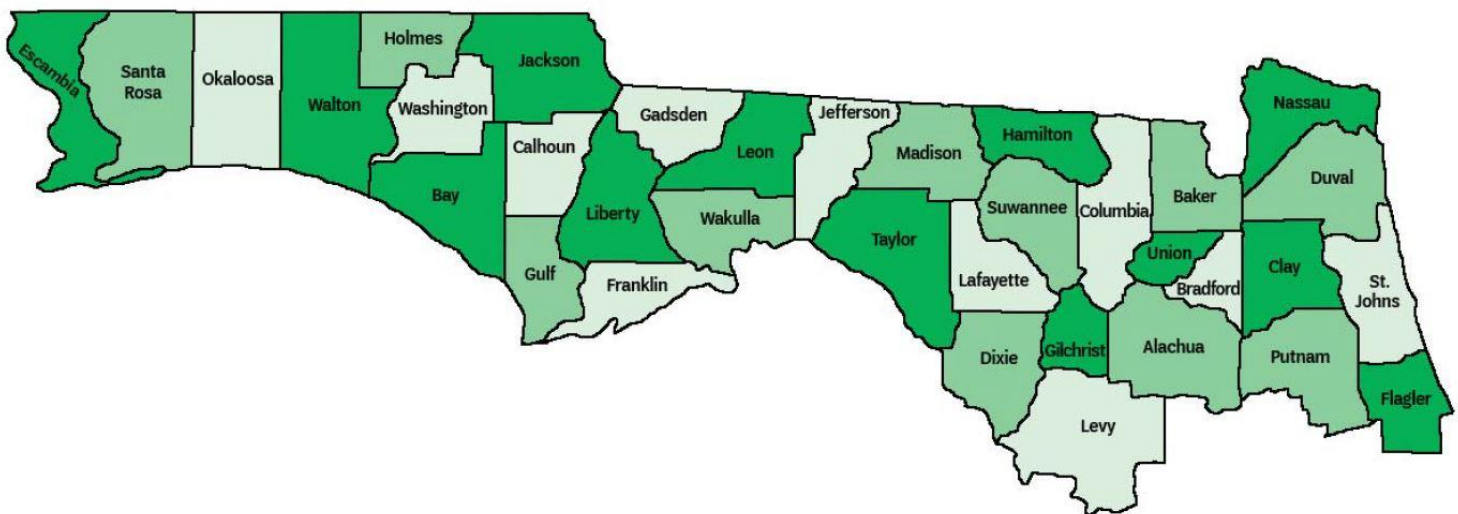 Escambia
Santa
Rosa
Okaloosa
Walton
Holmes
Washington
Jackson
Bay
Calhoun
Gulf
Liberty
Gadsden
Franklin
Leon
Wakulla
Jefferson
Madison
Taylor
Hamilton
Suwannee
Lafayette
Dixie
Columbia
Gilchrist
Levy
Baker
Union
Bradford
Alachua
Nassau
Duval
Clay
Putnam
St.
Johns
Flagler